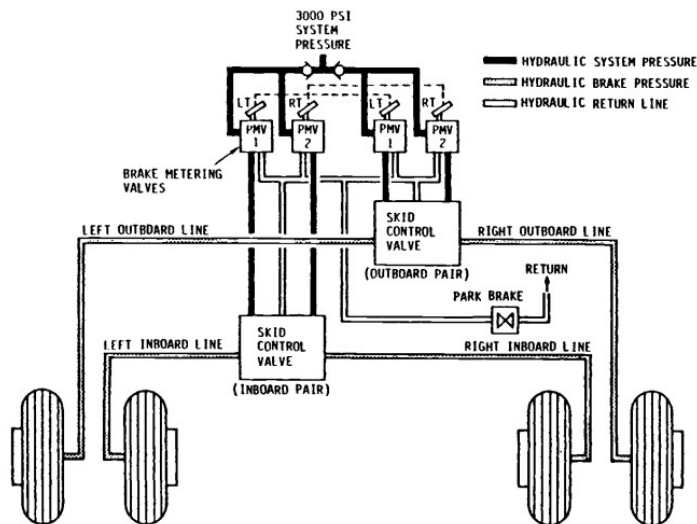 3000 PSI
SYSTEM
PRESSURE
HYDRAULIC SYSTEM PRESSURE
HYDRAULIC BRAKE PRESSURE
HYDRAULIC RETURN LINE
LT
RT
LT
RT
PMV
1
PMV
2
PMV
1
PMV
2
BRAKE METERING
VALVES
LEFT OUTBOARD LINE
SKID
CONTROL
VALVE
RIGHT OUTBOARD LINE
(OUTBOARD PAIR)
RETURN
PARK BRAKE
LEFT INBOARD LINE
SKID
CONTROL
VALVE
RIGHT INBOARD LINE
(INBOARD PAIR)